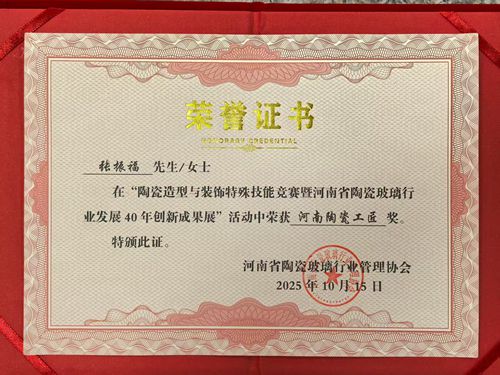 荣誉证书
HONORARY CREDENTIAL
张振福 先生/女士
在“陶瓷造型与装饰特殊技能竞赛暨河南省陶瓷玻璃行
业发展40年创新成果展”活动中荣获 河南陶瓷工匠 奖。
特颁此证。
河南省陶瓷玻璃行业管理协会
2025年10月15日